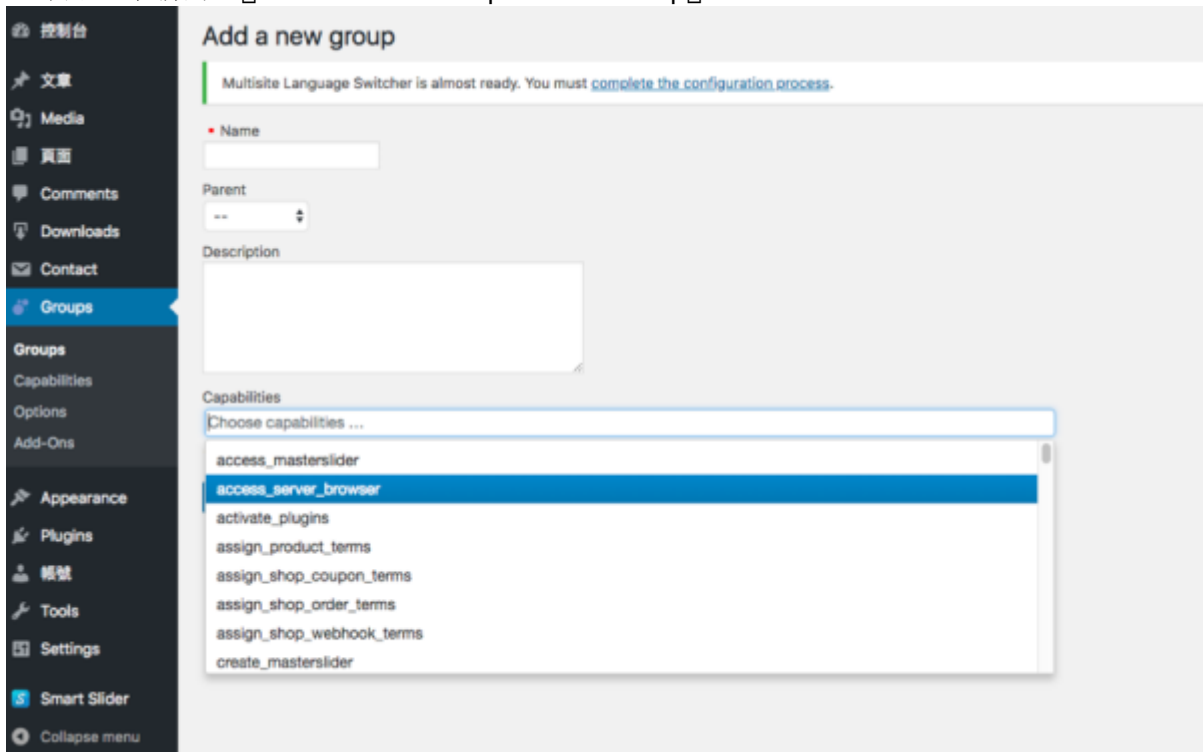 控制台
文章
Media
頁面
Comments
Downloads
Contact
Groups
Groups
Capabilities
Options
Add-Ons
Appearance
Plugins
帳號
Tools
Settings
Smart Slider
Collapse menu
Add a new group
Multisite Language Switcher is almost ready. You must complete the configuration process.
Name
Parent
--
Description
Capabilities
Choose capabilities ...
access_masterslider
access_server_browser
activate_plugins
assign_product_terms
assign_shop_coupon_terms
assign_shop_order_terms
assign_shop_webhook_terms
create_masterslider